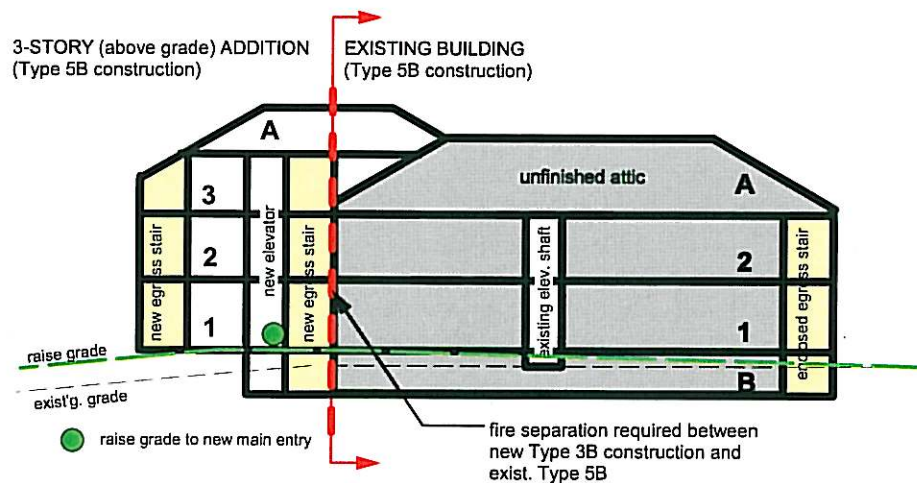 3-STORY (above grade) ADDITION
(Type 5B construction)
EXISTING BUILDING
(Type 5B construction)
A
unfinished attic
A
3
2
1
new egress stair
new elevator
new egress stair
existing elev. shaft
2
1
B
enclosed egress stair
raise grade
exist'g. grade
raise grade to new main entry
fire separation required between
new Type 3B construction and
exist. Type 5B